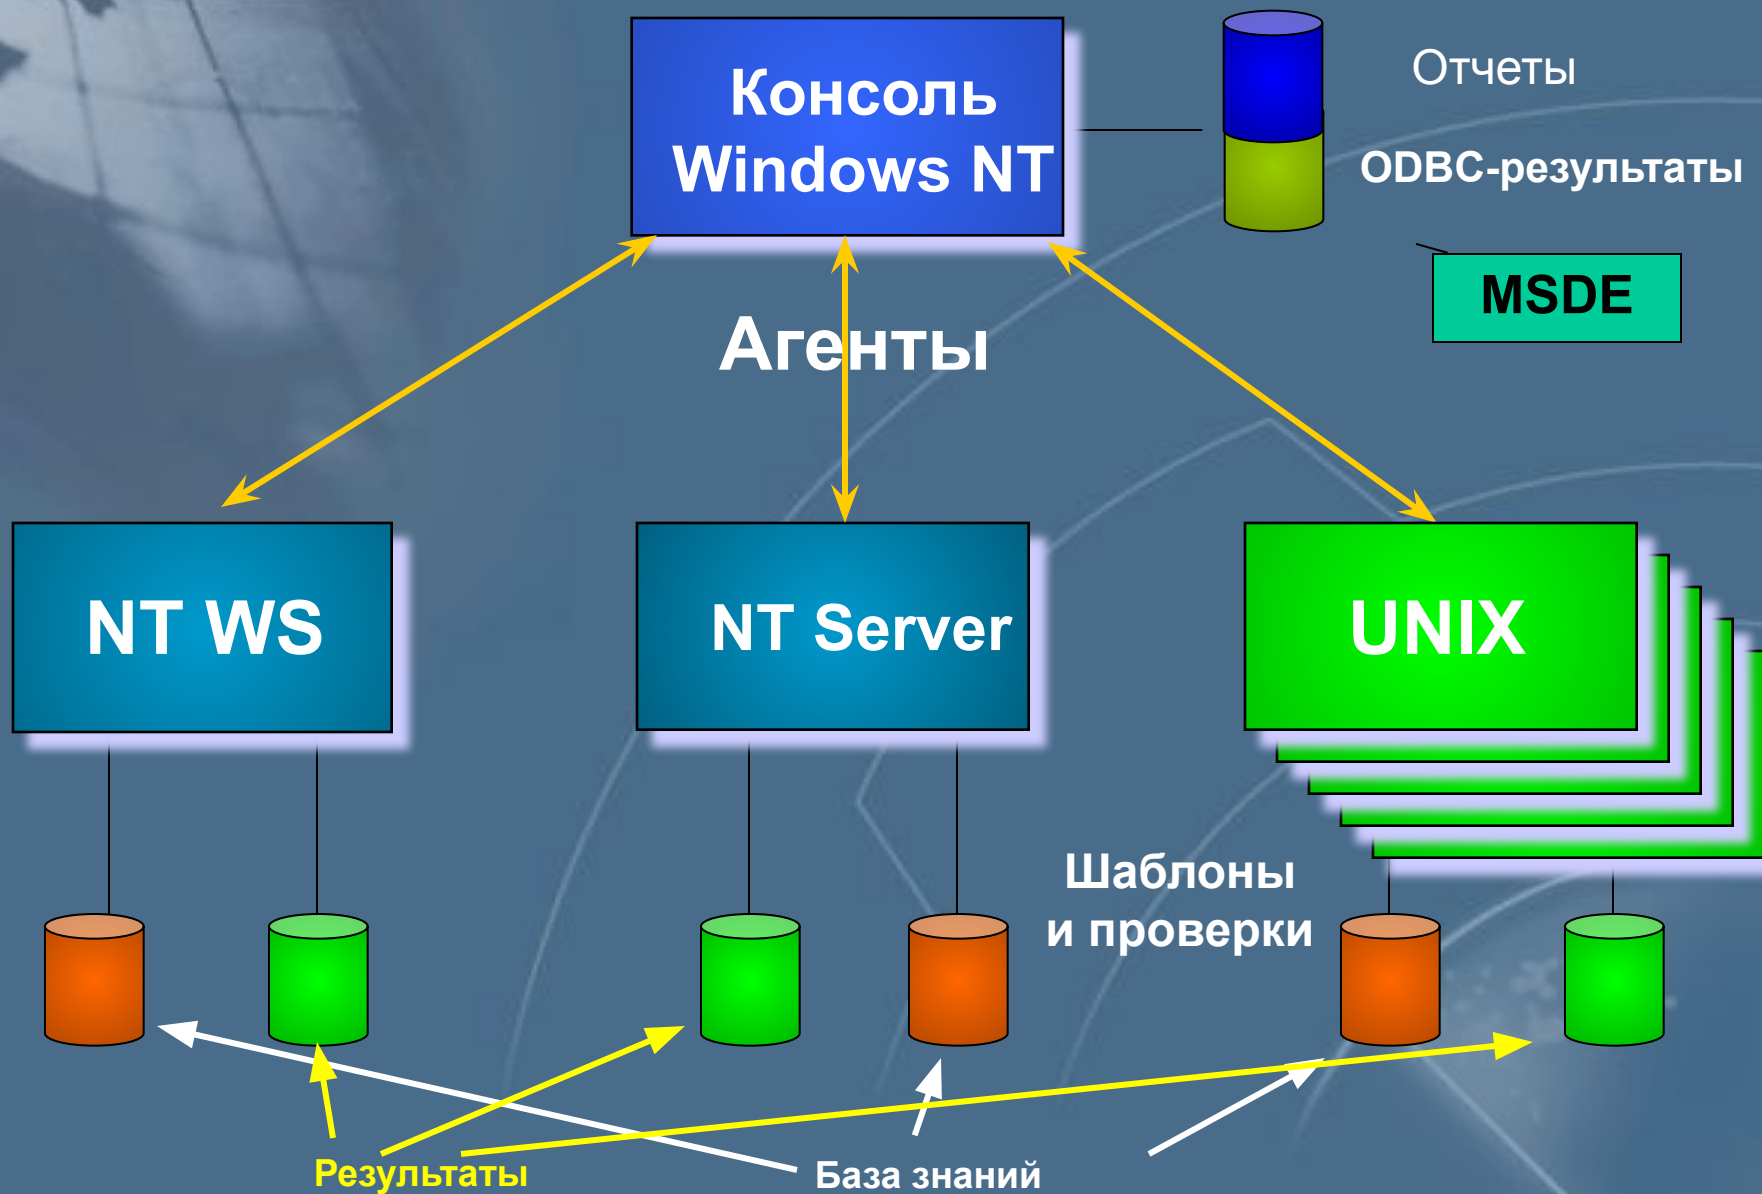 Консоль
Windows NT
Отчеты
ODBC-результаты
MSDE
Агенты
NT WS
NT Server
UNIX
Шаблоны
и проверки
Результаты
База знаний